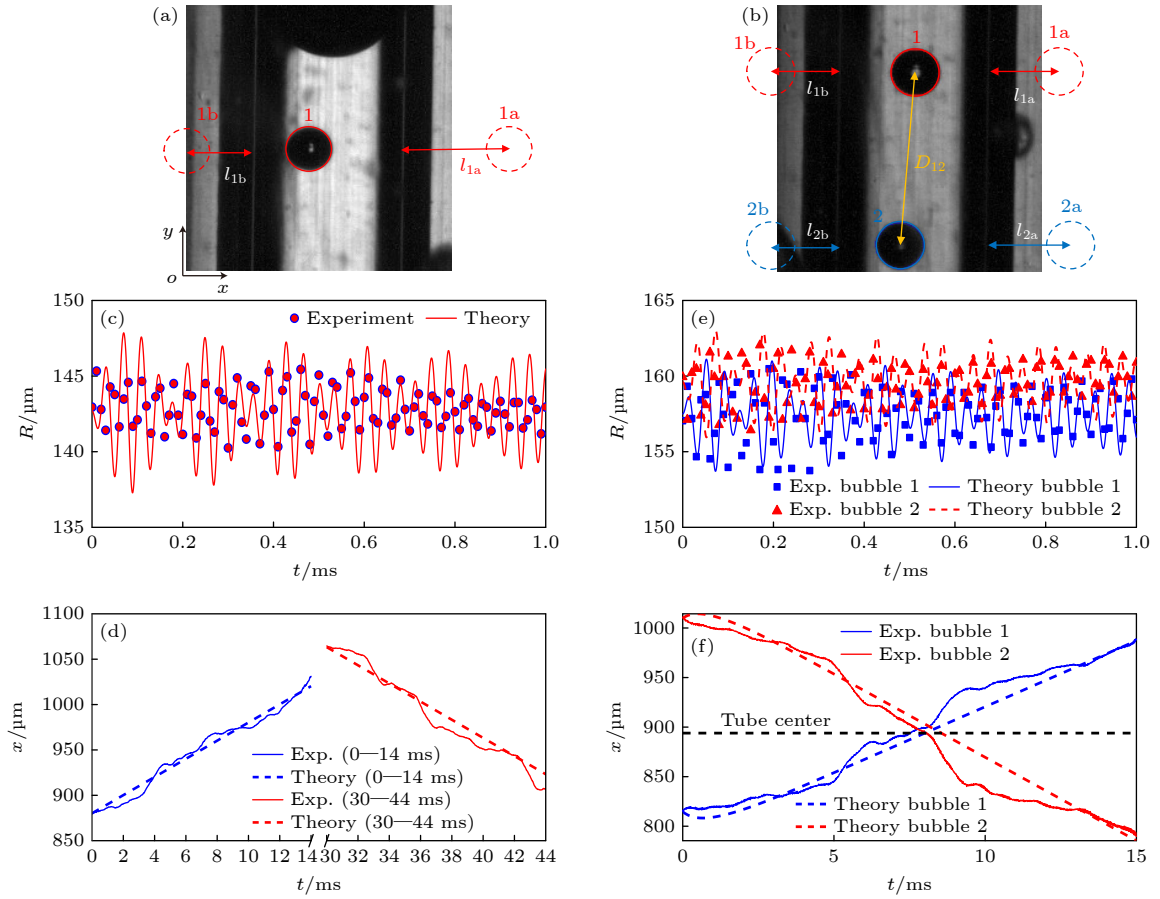 (a)
1b
1
1a
l1b
l1a
y
o
x
(b)
1b
1
1a
l1b
l1a
D12
2b
2
2a
l2b
l2a
(c)
Experiment
Theory
150
145
140
135
R/µm
0
0.2
0.4
0.6
0.8
1.0
t/ms
(e)
165
160
155
150
R/µm
Exp. bubble 1
Theory bubble 1
Exp. bubble 2
Theory bubble 2
0
0.2
0.4
0.6
0.8
1.0
t/ms
(d)
1100
1050
1000
950
900
850
x/µm
Exp. (0—14 ms)
Theory (0—14 ms)
Exp. (30—44 ms)
Theory (30—44 ms)
0
2
4
6
8
10
12
14
30
32
34
36
38
40
42
44
t/ms
(f)
1000
900
800
x/µm
Exp. bubble 1
Exp. bubble 2
Tube center
Theory bubble 1
Theory bubble 2
0
5
10
15
t/ms